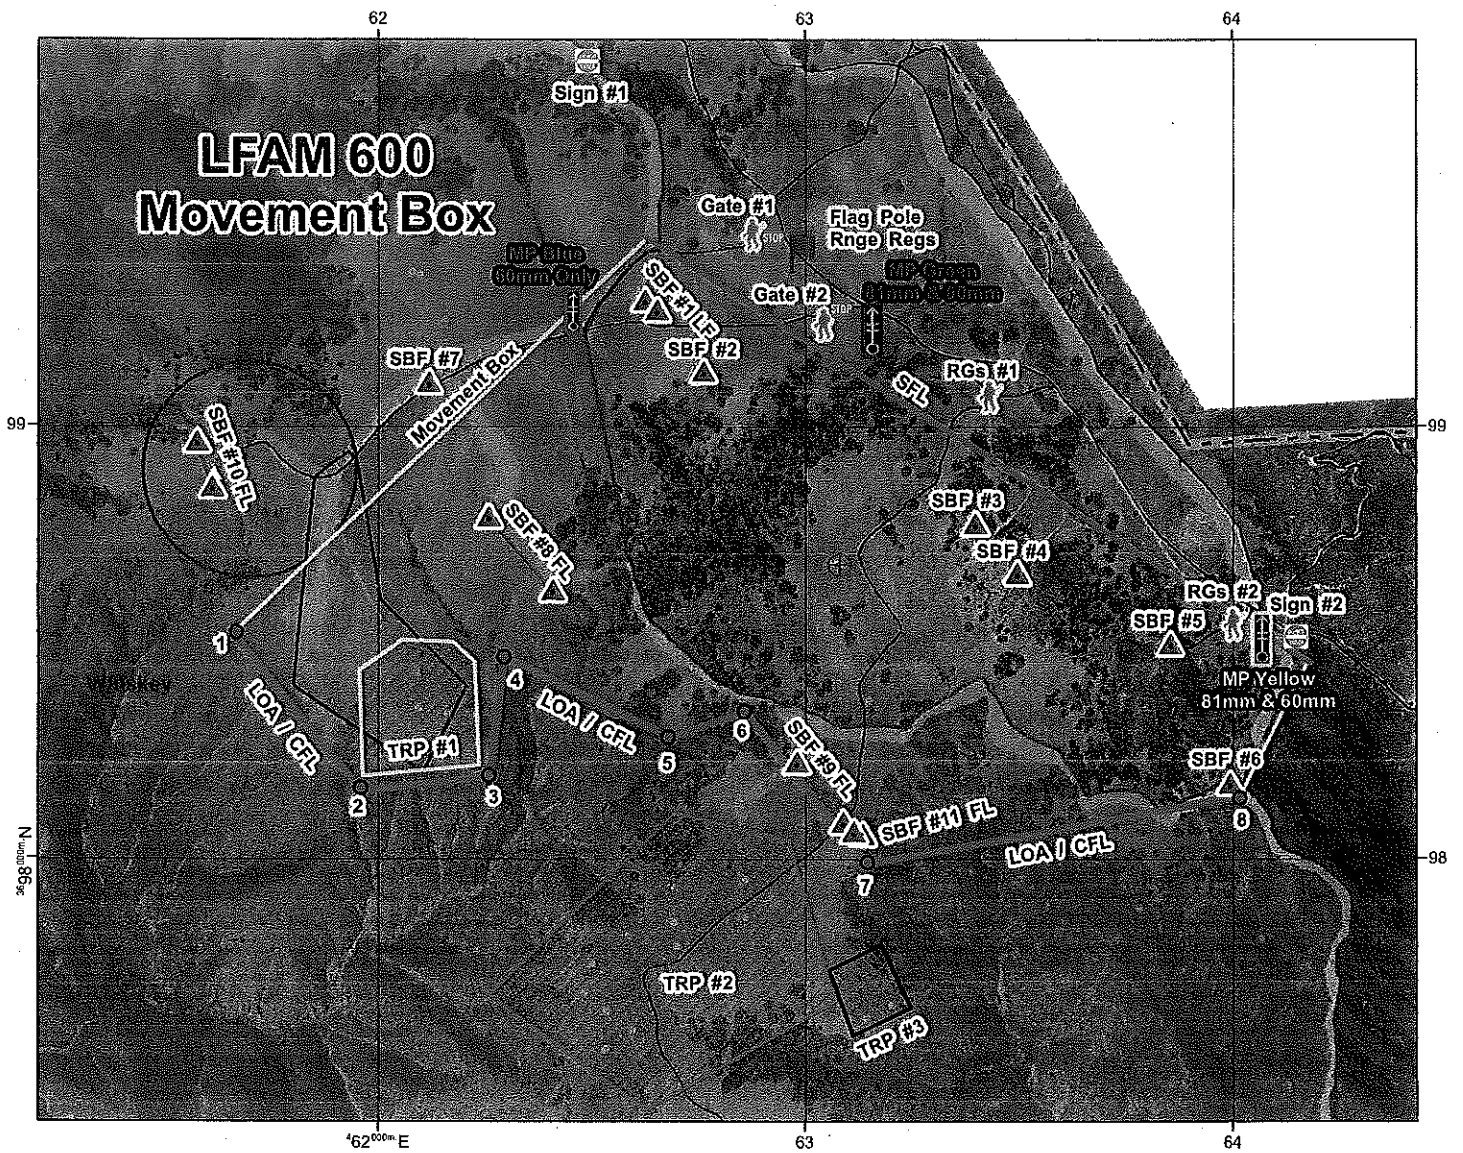 62
63
64
Sign #1
LFAM 600
Movement Box
Gate #1
STOP
Flag Pole
Rnge Regs
MP Blue
60mm Only
SBF #1 LF
MP Green
81mm & 60mm
Gate #2
STOP
SBF #2
SBF #7
Movement Box
SFL
RGs #1
99
99
SBF #10 FL
SBF #3
SBF #8 FL
SBF #4
RGs #2
Sign #2
SBF #5
1
4
Whiskey
LOA / CFL
LOA / CFL
MP Yellow
81mm & 60mm
6
TRP #1
5
SBF #9 FL
SBF #6
2
3
8
SBF #11 FL
LOA / CFL
3698000m. N
98
7
TRP #2
TRP #3
462000m. E
63
64